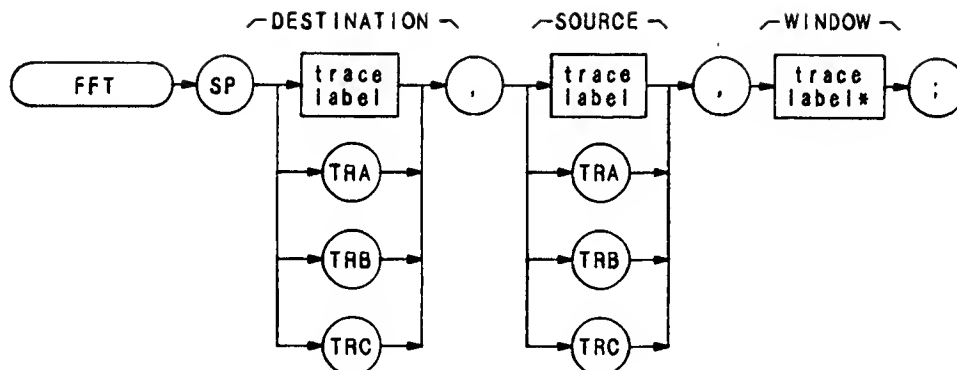 DESTINATION SOURCE WINDOW
FFT SP trace label , trace label , trace label* ;
TRA TRA
TRB TRB
TRC TRC